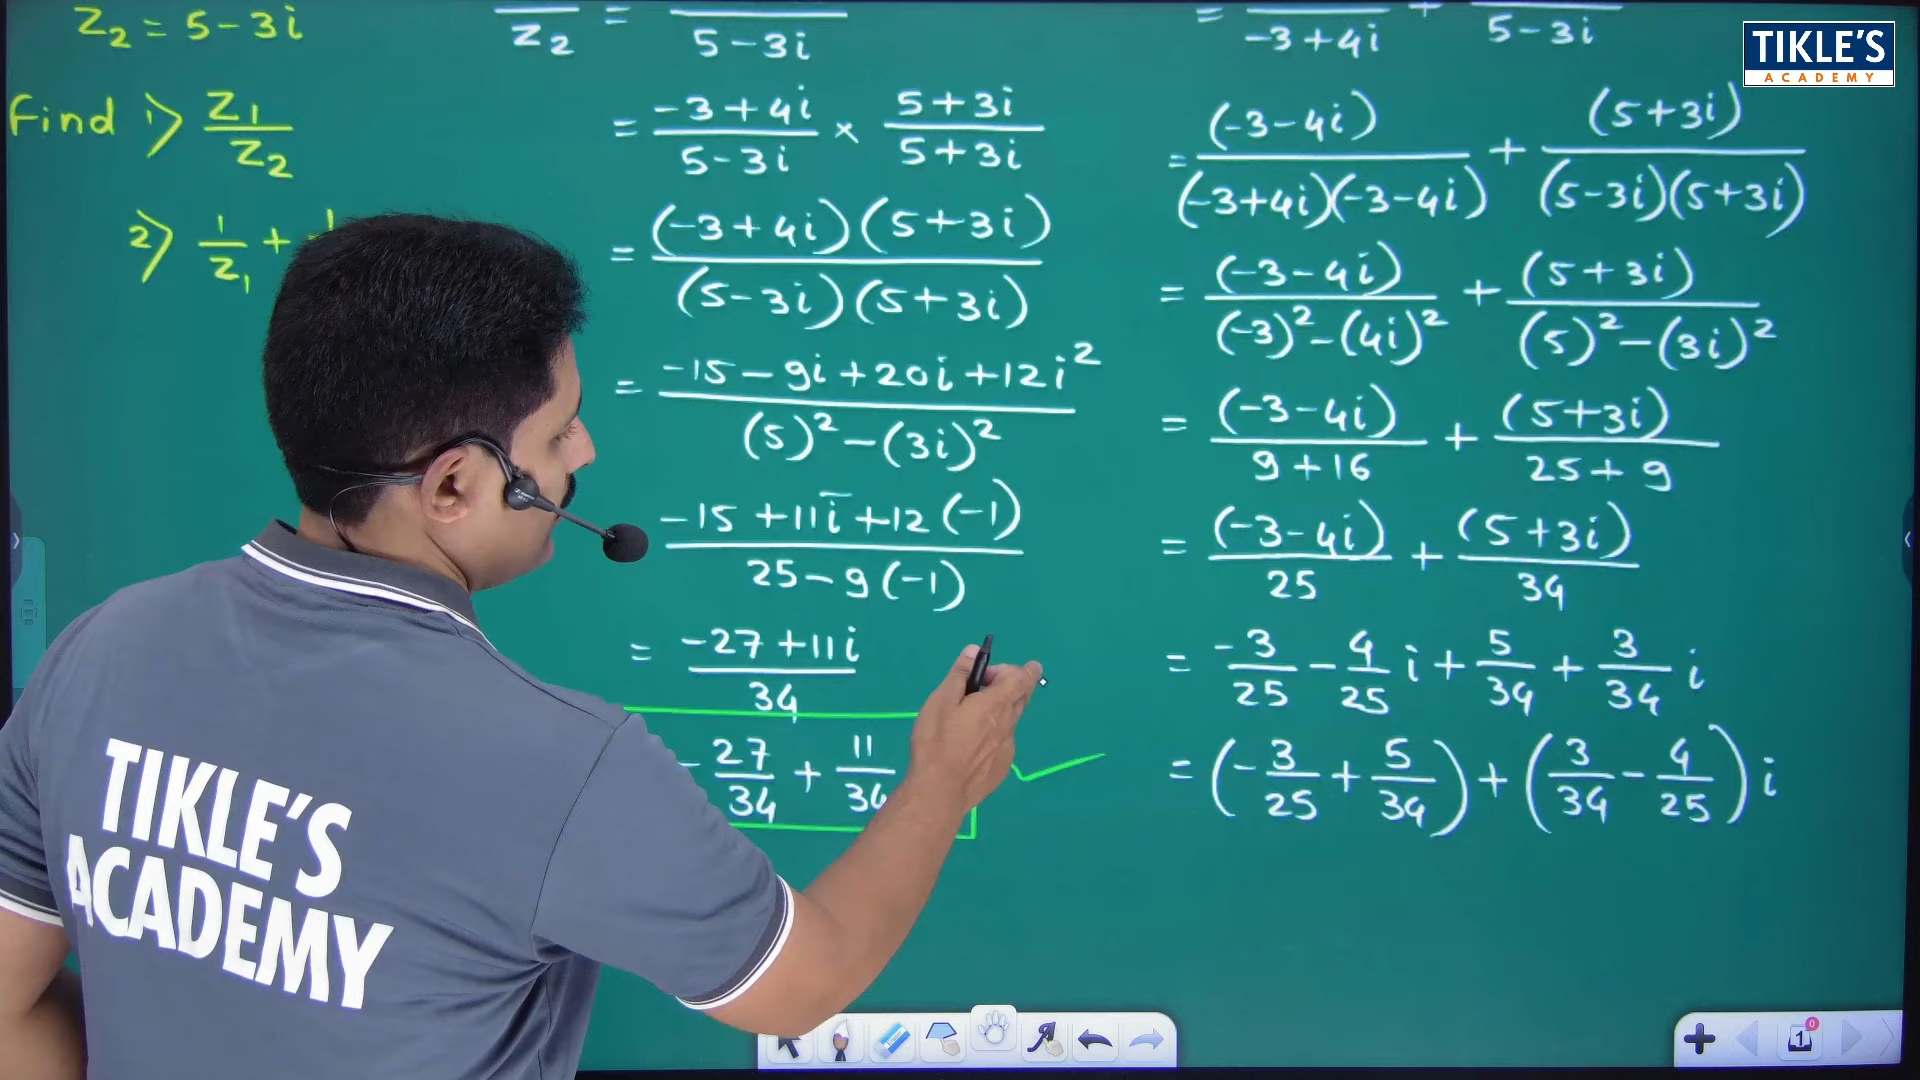 Z₂ = 5-3i
Find 1) Z₁/Z₂
2) 1/Z₁ +
/Z₂ = /(5-3i)
= (-3+4i)/(5-3i) × (5+3i)/(5+3i)
= (-3+4i)(5+3i)/(5-3i)(5+3i)
= (-15-9i+20i+12i²)/((5)²-(3i)²)
(-15+11i+12(-1))/(25-9(-1))
= (-27+11i)/34
-27/34 + 11/34
= /(-3+4i) + /(5-3i)
= (-3-4i)/(-3+4i)(-3-4i) + (5+3i)/(5-3i)(5+3i)
= (-3-4i)/((-3)²-(4i)²) + (5+3i)/((5)²-(3i)²)
= (-3-4i)/(9+16) + (5+3i)/(25+9)
= (-3-4i)/25 + (5+3i)/34
= -3/25 - 4/25 i + 5/34 + 3/34 i
= (-3/25 + 5/34) + (3/34 - 4/25) i
TIKLE'S
ACADEMY
TIKLE'S
ACADEMY
1
0